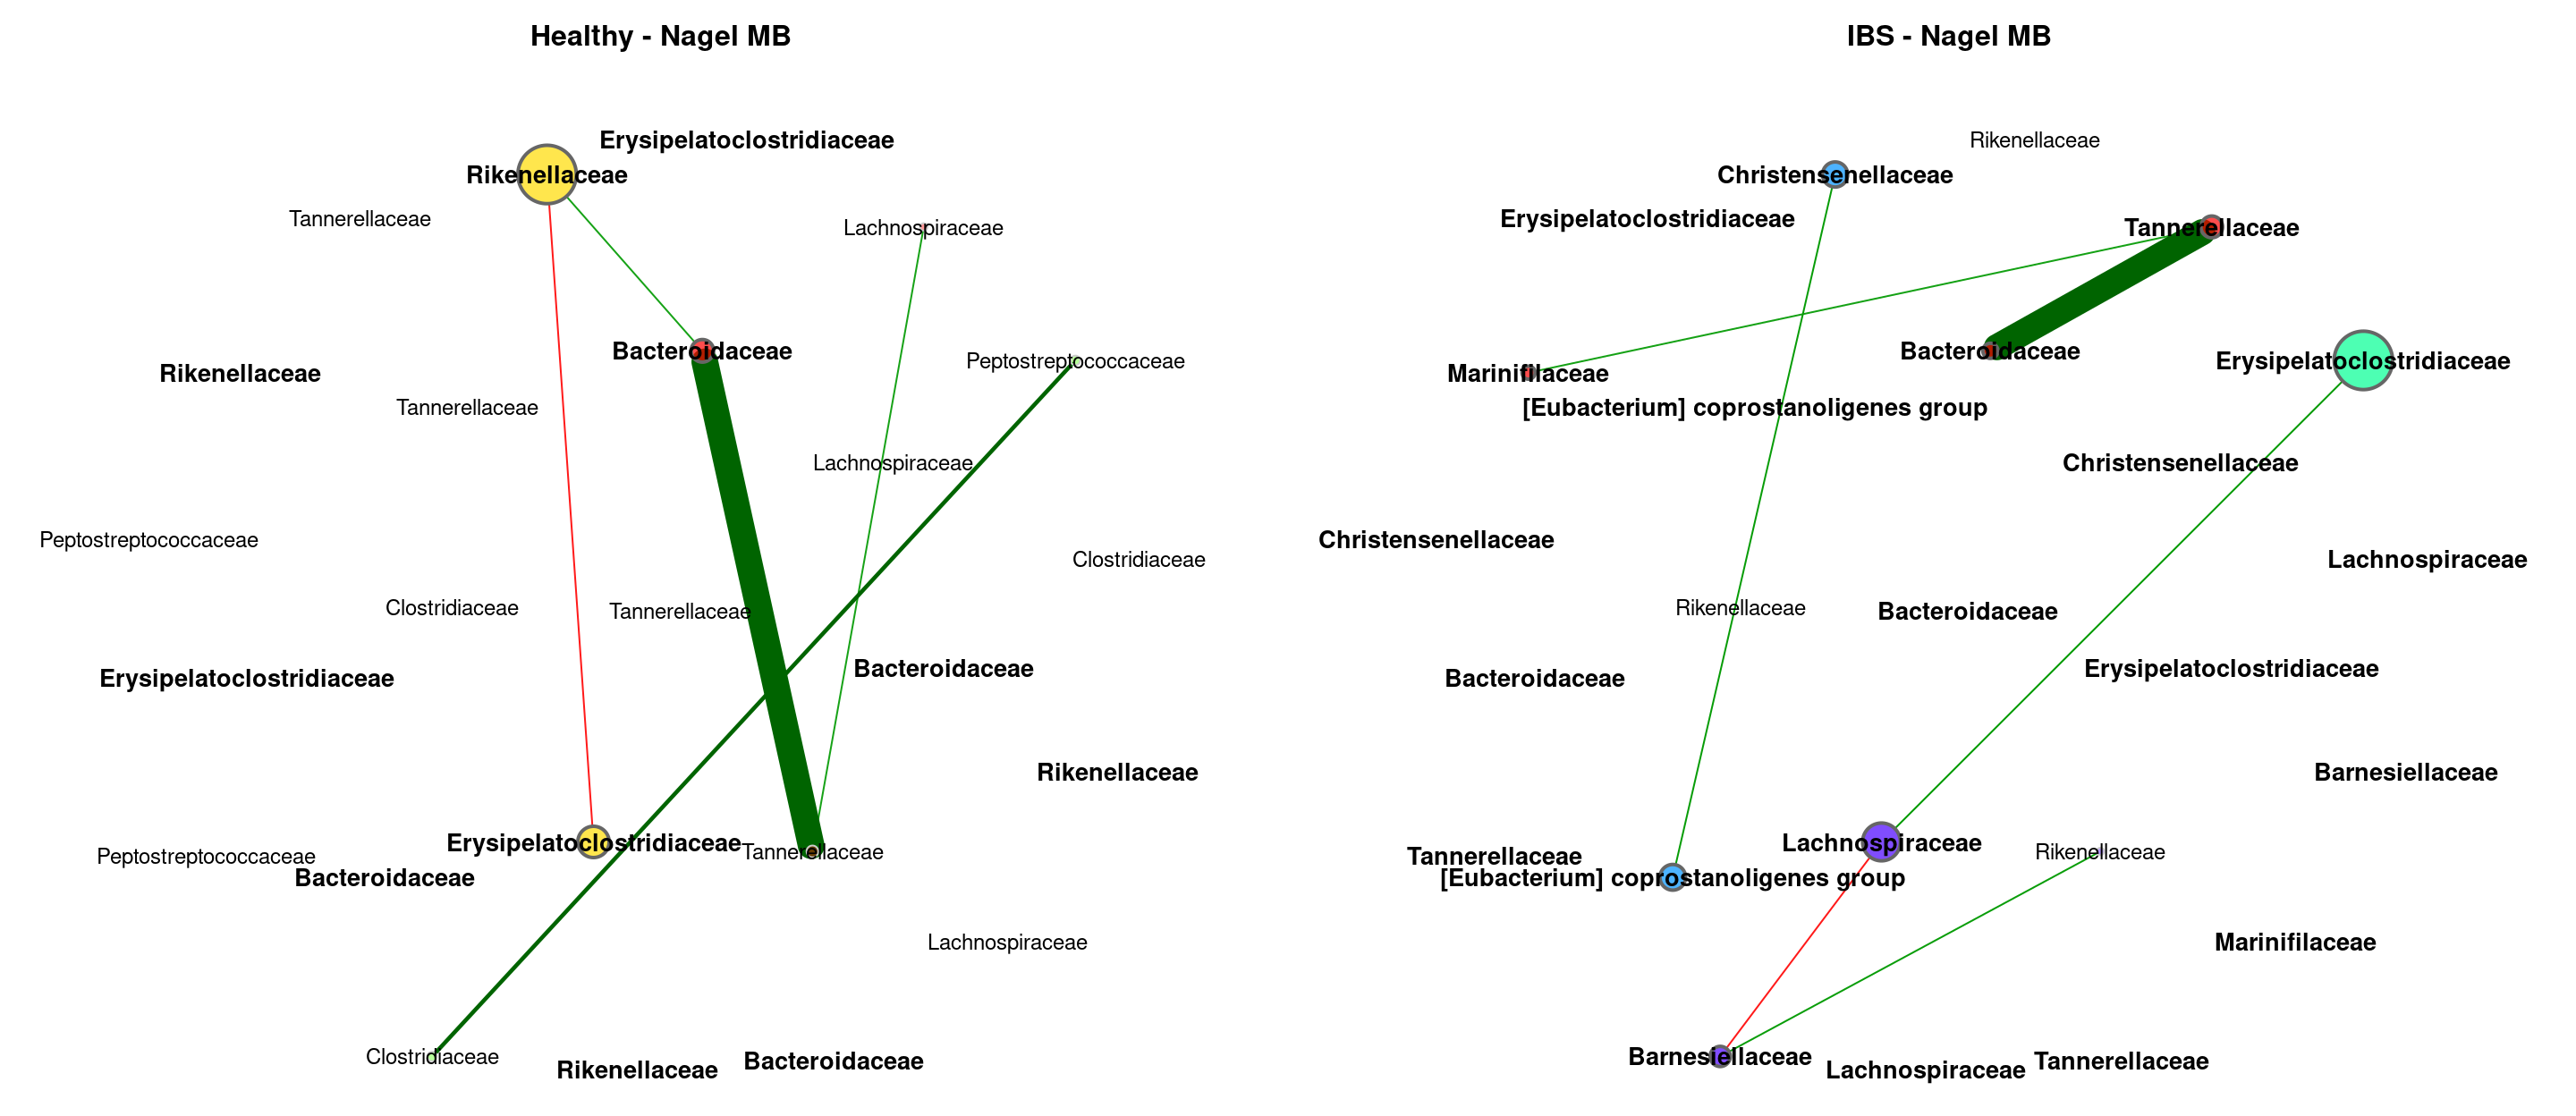 Healthy - Nagel MB
Erysipelatoclostridiaceae
Rikenellaceae
Tannerellaceae
Lachnospiraceae
Bacteroidaceae
Peptostreptococcaceae
Rikenellaceae
Tannerellaceae
Lachnospiraceae
Peptostreptococcaceae
Clostridiaceae
Clostridiaceae
Tannerellaceae
Bacteroidaceae
Erysipelatoclostridiaceae
Rikenellaceae
Erysipelatoclostridiaceae
Tannerellaceae
Peptostreptococcaceae
Bacteroidaceae
Lachnospiraceae
Clostridiaceae
Bacteroidaceae
Rikenellaceae
IBS - Nagel MB
Rikenellaceae
Christensenellaceae
Erysipelatoclostridiaceae
Tannerellaceae
Bacteroidaceae
Erysipelatoclostridiaceae
Marinifilaceae
[Eubacterium] coprostanoligenes group
Christensenellaceae
Christensenellaceae
Lachnospiraceae
Rikenellaceae
Bacteroidaceae
Erysipelatoclostridiaceae
Bacteroidaceae
Barnesiellaceae
Lachnospiraceae
Rikenellaceae
Tannerellaceae
[Eubacterium] coprostanoligenes group
Marinifilaceae
Barnesiellaceae
Tannerellaceae
Lachnospiraceae